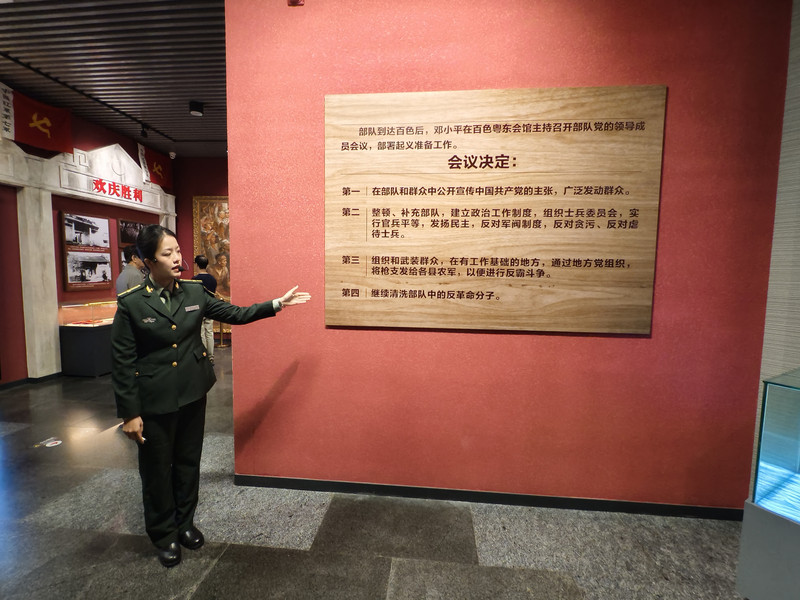 中国红军第七军
欢庆胜利
部队到达百色后，邓小平在百色粤东会馆主持召开部队党的领导成
员会议，部署起义准备工作。
会议决定：
第一 在部队和群众中公开宣传中国共产党的主张，广泛发动群众。
第二 整顿、补充部队，建立政治工作制度，组织士兵委员会，实
行官兵平等，发扬民主，反对军阀制度，反对贪污、反对虐
待士兵。
第三 组织和武装群众，在有工作基础的地方，通过地方党组织，
将枪支发给各县农军，以便进行反霸斗争。
第四 继续清洗部队中的反革命分子。